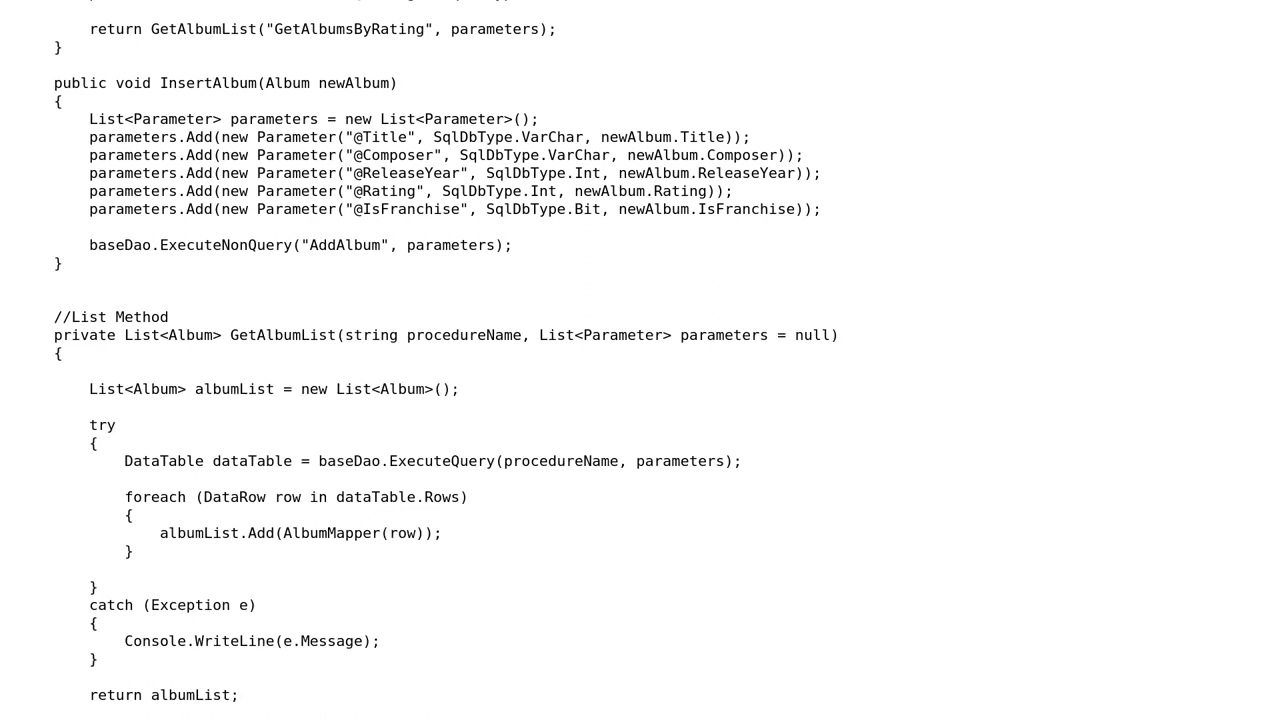 return GetAlbumList("GetAlbumsByRating", parameters);
}
public void InsertAlbum(Album newAlbum)
{
List<Parameter> parameters = new List<Parameter>();
parameters.Add(new Parameter("@Title", SqlDbType.VarChar, newAlbum.Title));
parameters.Add(new Parameter("@Composer", SqlDbType.VarChar, newAlbum.Composer));
parameters.Add(new Parameter("@ReleaseYear", SqlDbType.Int, newAlbum.ReleaseYear));
parameters.Add(new Parameter("@Rating", SqlDbType.Int, newAlbum.Rating));
parameters.Add(new Parameter("@IsFranchise", SqlDbType.Bit, newAlbum.IsFranchise));
baseDao.ExecuteNonQuery("AddAlbum", parameters);
}
//List Method
private List<Album> GetAlbumList(string procedureName, List<Parameter> parameters = null)
{
List<Album> albumList = new List<Album>();
try
{
DataTable dataTable = baseDao.ExecuteQuery(procedureName, parameters);
foreach (DataRow row in dataTable.Rows)
{
albumList.Add(AlbumMapper(row));
}
}
catch (Exception e)
{
Console.WriteLine(e.Message);
}
return albumList;